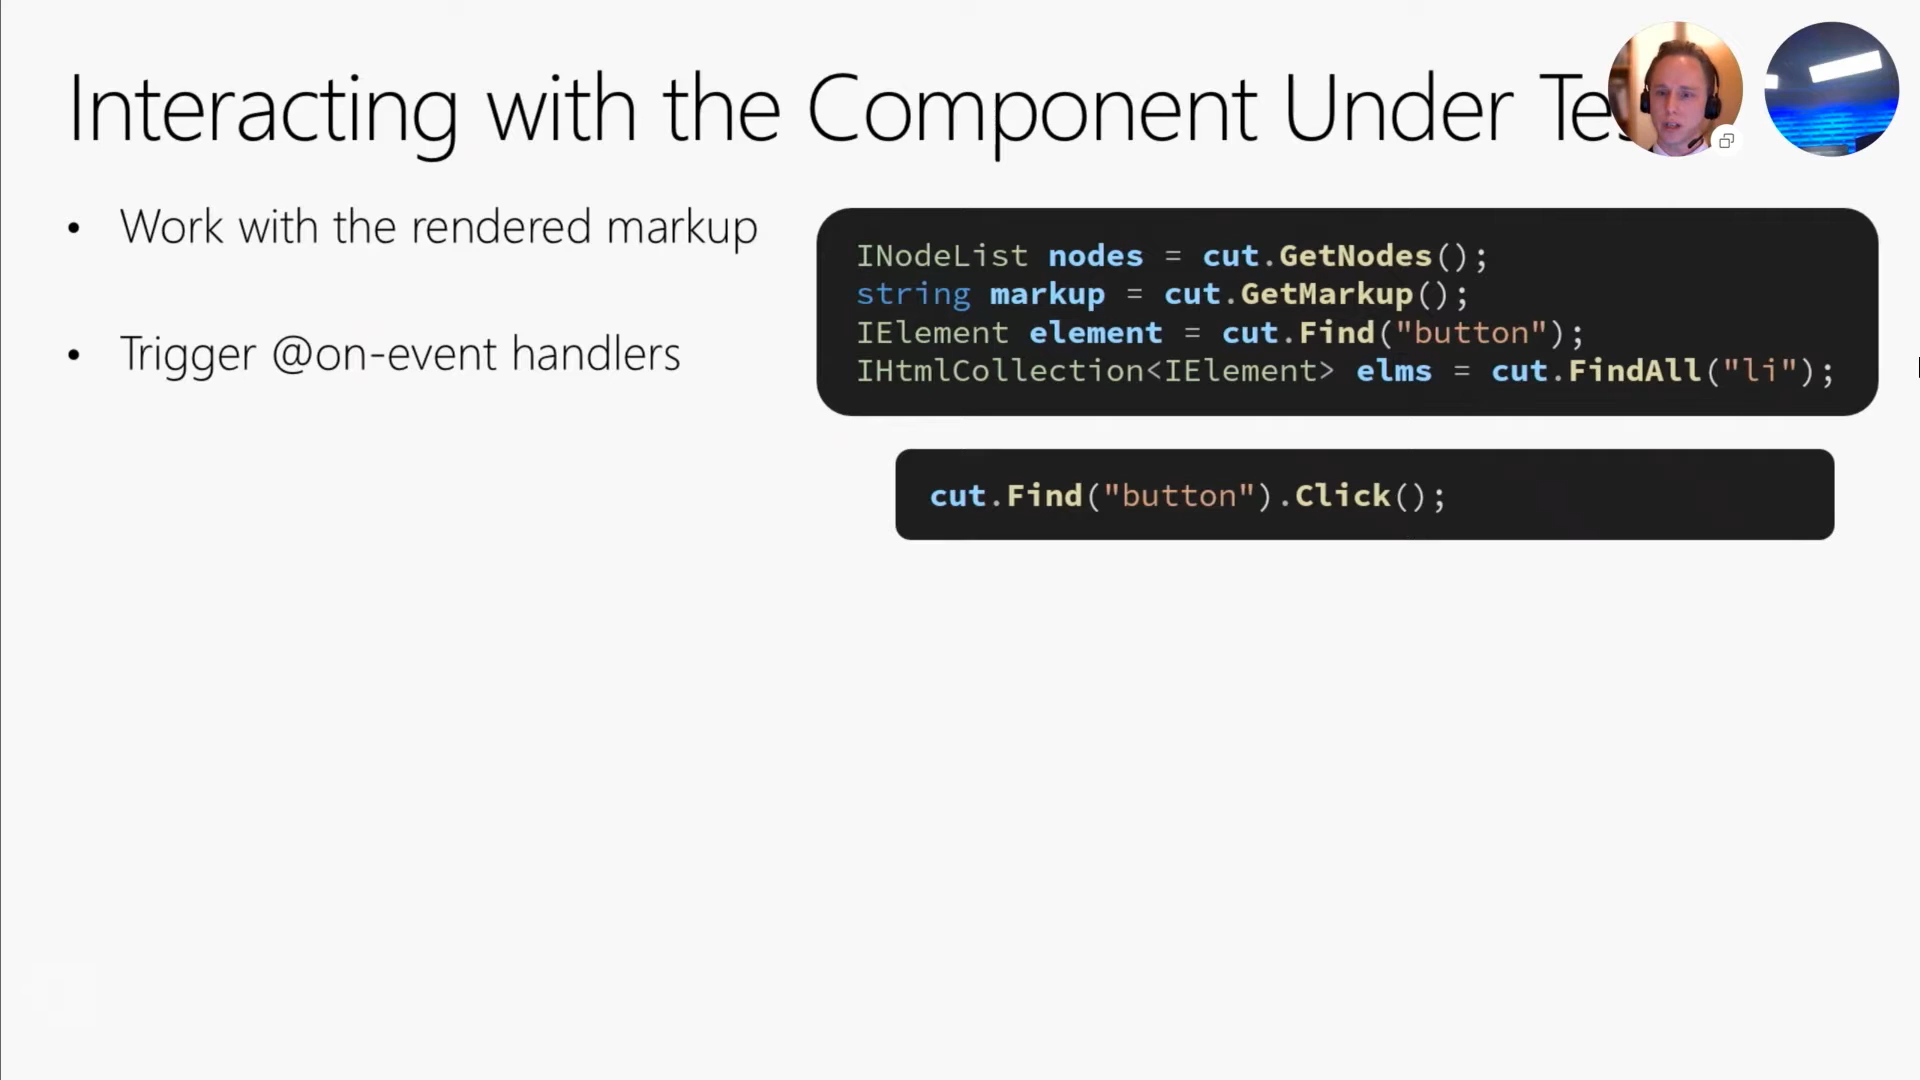 Interacting with the Component Under Tes
• Work with the rendered markup
• Trigger @on-event handlers
INodeList nodes = cut.GetNodes();
string markup = cut.GetMarkup();
IElement element = cut.Find("button");
IHtmlCollection<IElement> elms = cut.FindAll("li");
cut.Find("button").Click();